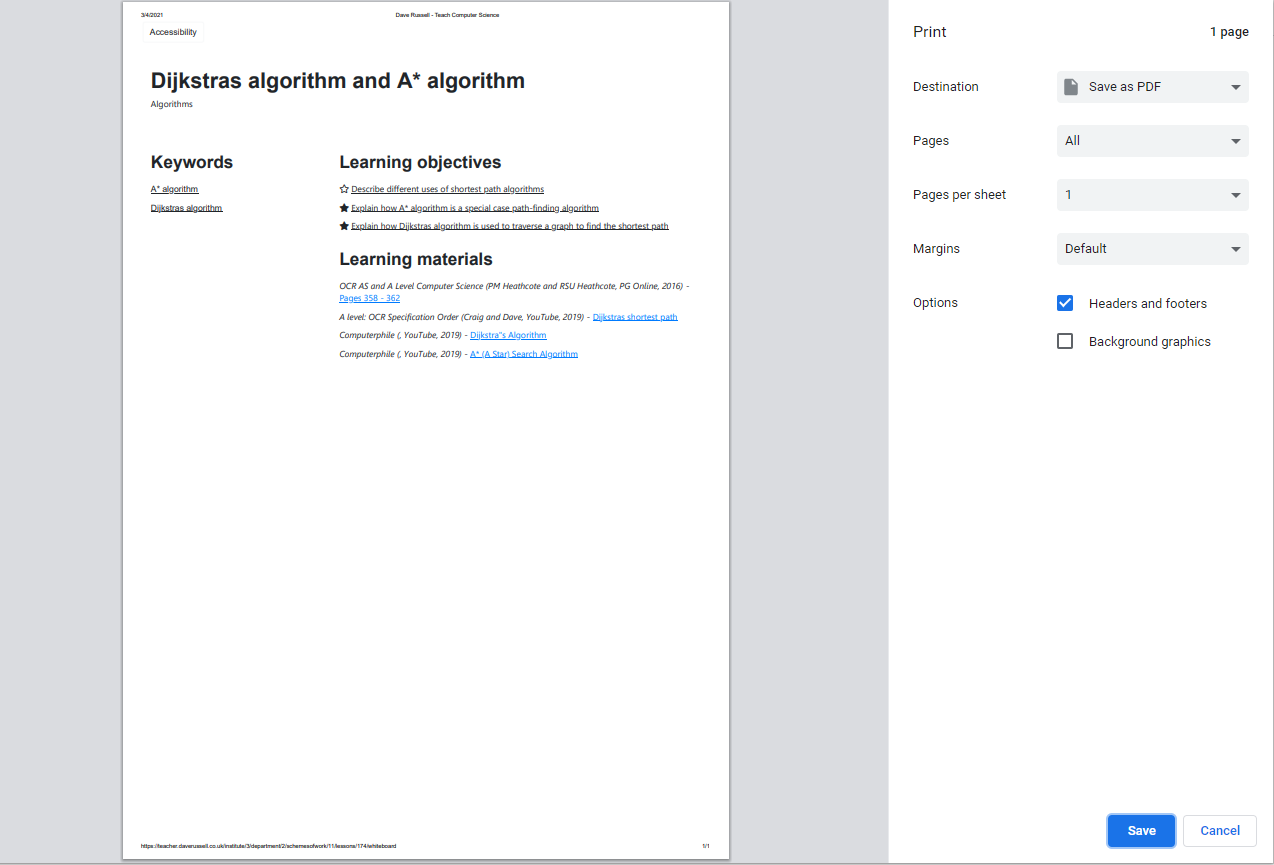 3/4/2021
Dave Russell - Teach Computer Science
Accessibility
Dijkstras algorithm and A* algorithm
Algorithms
Keywords
A* algorithm
Dijkstras algorithm
Learning objectives
Describe different uses of shortest path algorithms
Explain how A* algorithm is a special case path-finding algorithm
Explain how Dijkstras algorithm is used to traverse a graph to find the shortest path
Learning materials
OCR AS and A Level Computer Science (PM Heathcote and RSU Heathcote, PG Online, 2016) -
Pages 358 - 362
A level: OCR Specification Order (Craig and Dave, YouTube, 2019) - Dijkstras shortest path
Computerphile (, YouTube, 2019) - Dijkstra"s Algorithm
Computerphile (, YouTube, 2019) - A* (A Star) Search Algorithm
https://teacher.daverussell.co.uk/institute/3/department/2/schemesofwork/11/lessons/174/whiteboard
1/1
Print
1 page
Destination
Save as PDF
Pages
All
Pages per sheet
1
Margins
Default
Options
Headers and footers
Background graphics
Save
Cancel